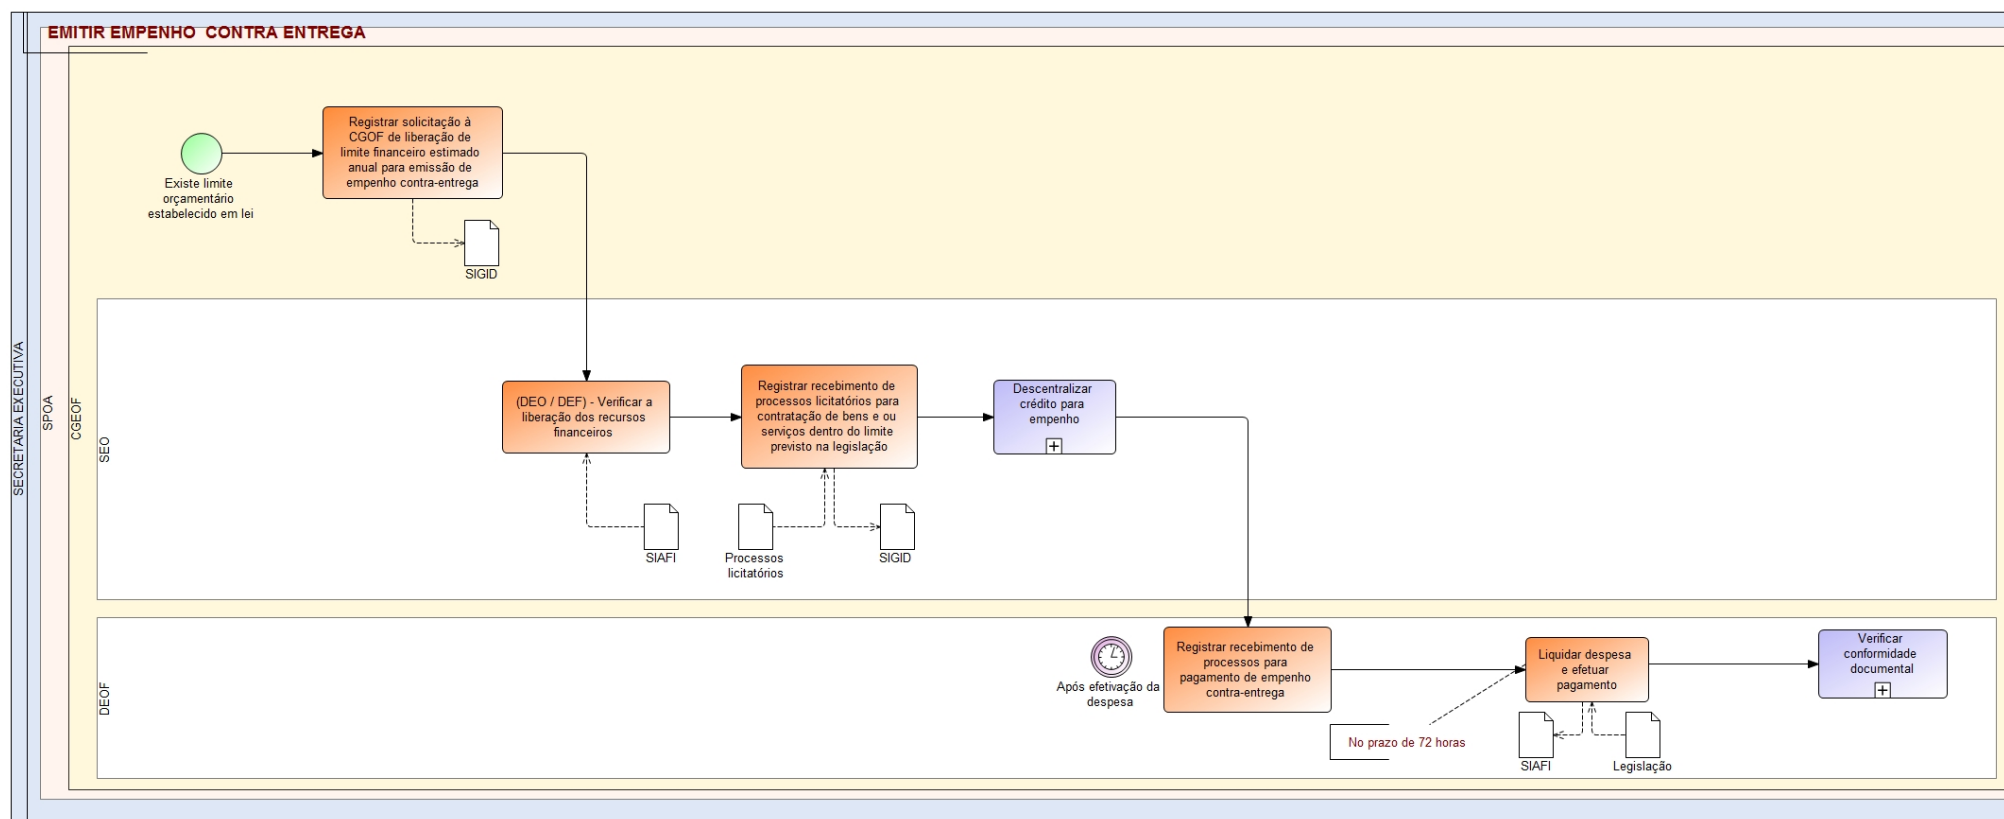 EMITIR EMPENHO  CONTRA ENTREGA
SECRETARIA EXECUTIVA
SPOA
CGEOF
Existe limite
orçamentário
estabelecido em lei
Registrar solicitação à
CGOF de liberação de
limite financeiro estimado
anual para emissão de
empenho contra-entrega
SIGID
SEO
(DEO / DEF) - Verificar a
liberação dos recursos
financeiros
SIAFI
Registrar recebimento de
processos licitatórios para
contratação de bens e ou
serviços dentro do limite
previsto na legislação
Processos
licitatórios
SIGID
Descentralizar
crédito para
empenho
DEOF
Após efetivação da
despesa
Registrar recebimento de
processos para
pagamento de empenho
contra-entrega
No prazo de 72 horas
Liquidar despesa
e efetuar
pagamento
SIAFI
Legislação
Verificar
conformidade
documental